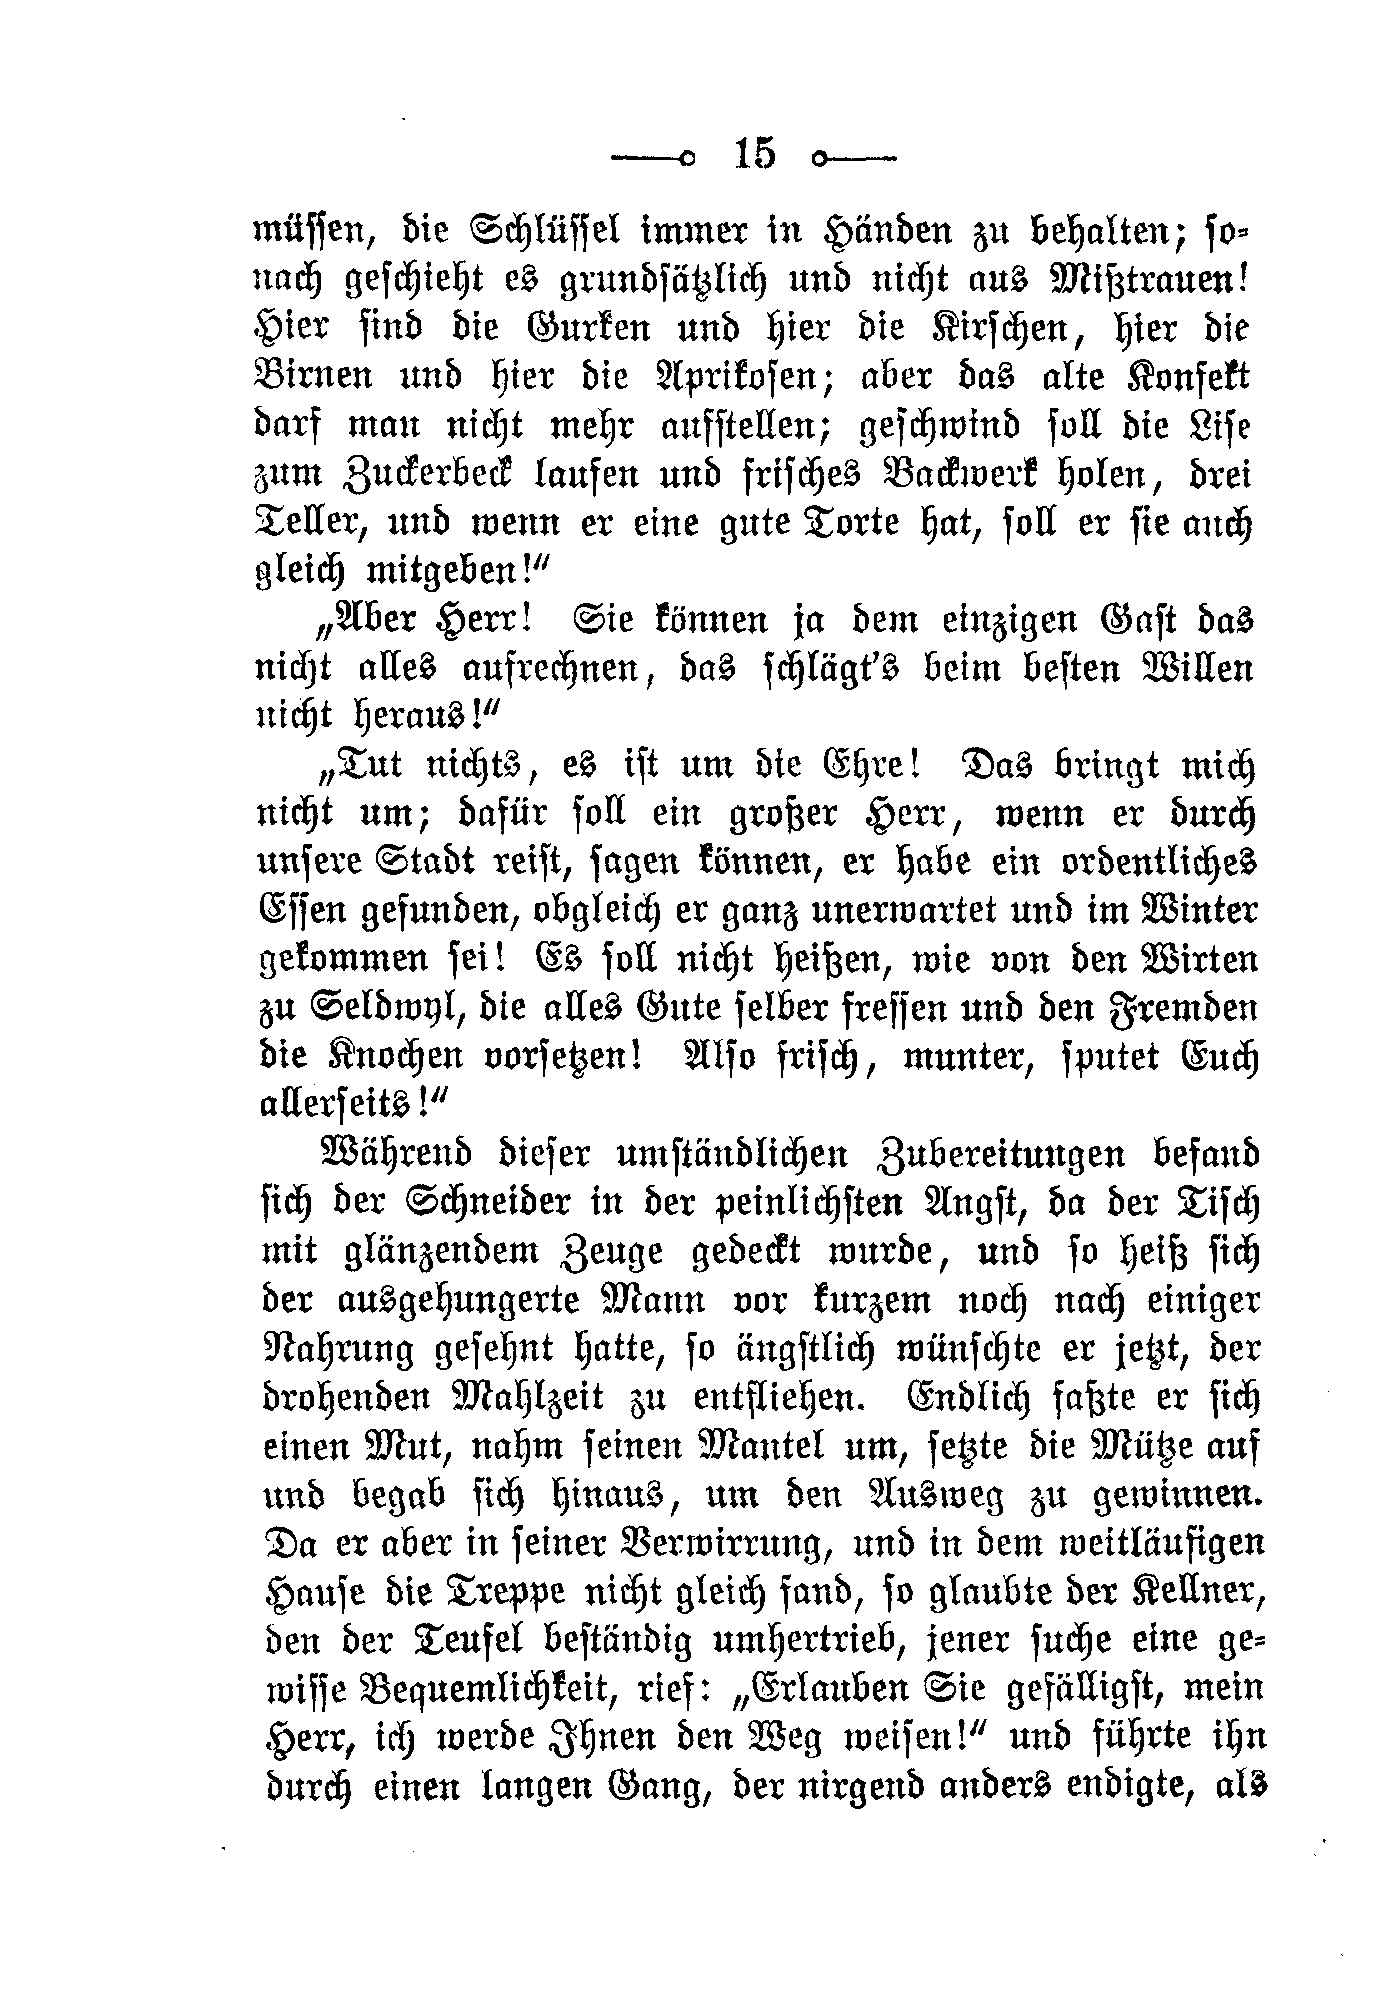 15
müssen, die Schlüssel immer in Händen zu behalten; so-
nach geschieht es grundsätzlich und nicht aus Mißtrauen!
Hier sind die Gurken und hier die Kirschen, hier die
Birnen und hier die Aprikosen; aber das alte Konfekt
darf man nicht mehr aufstellen; geschwind soll die Lise
zum Zuckerbeck laufen und frisches Backwerk holen, drei
Teller, und wenn er eine gute Torte hat, soll er sie auch
gleich mitgeben!“
„Aber Herr! Sie können ja dem einzigen Gast das
nicht alles aufrechnen, das schlägt's beim besten Willen
nicht heraus!“
„Tut nichts, es ist um die Ehre! Das bringt mich
nicht um; dafür soll ein großer Herr, wenn er durch
unsere Stadt reist, sagen können, er habe ein ordentliches
Essen gefunden, obgleich er ganz unerwartet und im Winter
gekommen sei! Es soll nicht heißen, wie von den Wirten
zu Seldwyl, die alles Gute selber fressen und den Fremden
die Knochen vorsetzen! Also frisch, munter, sputet Euch
allerseits!“
Während dieser umständlichen Zubereitungen befand
sich der Schneider in der peinlichsten Angst, da der Tisch
mit glänzendem Zeuge gedeckt wurde, und so heiß sich
der ausgehungerte Mann vor kurzem noch nach einiger
Nahrung gesehnt hatte, so ängstlich wünschte er jetzt, der
drohenden Mahlzeit zu entfliehen. Endlich faßte er sich
einen Mut, nahm seinen Mantel um, setzte die Mütze auf
und begab sich hinaus, um den Ausweg zu gewinnen.
Da er aber in seiner Verwirrung, und in dem weitläufigen
Hause die Treppe nicht gleich fand, so glaubte der Kellner,
den der Teufel beständig umhertrieb, jener suche eine ge-
wisse Bequemlichkeit, rief: „Erlauben Sie gefälligst, mein
Herr, ich werde Ihnen den Weg weisen!“ und führte ihn
durch einen langen Gang, der nirgend anders endigte, als